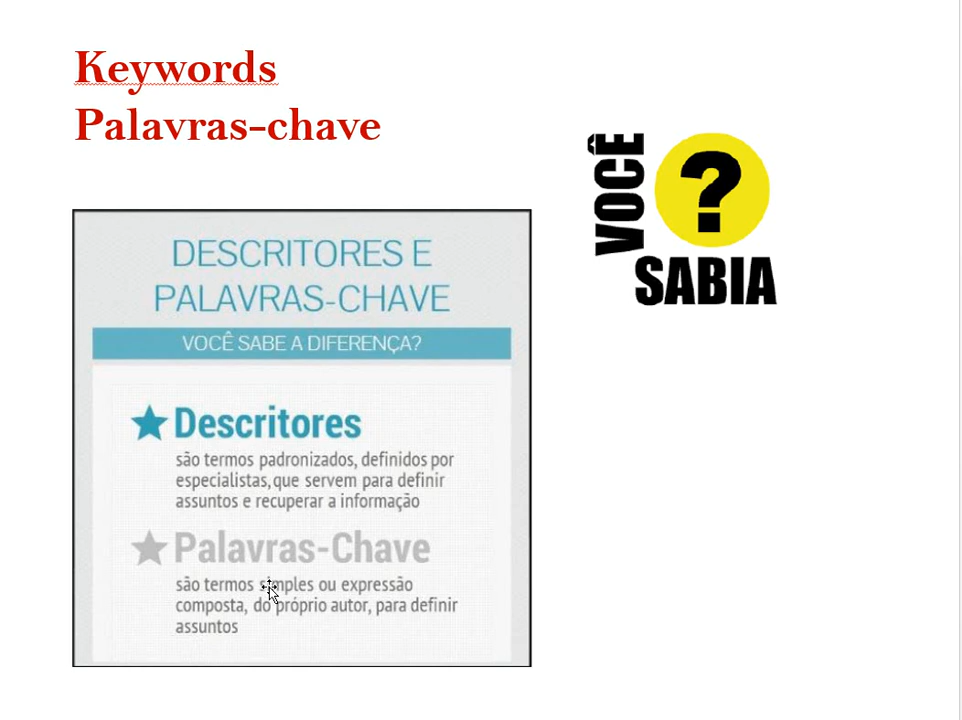 Keywords
Palavras-chave
VOCÊ
?
SABIA
DESCRITORES E
PALAVRAS-CHAVE
VOCÊ SABE A DIFERENÇA?
Descritores
são termos padronizados, definidos por
especialistas, que servem para definir
assuntos e recuperar a informação
Palavras-Chave
são termos simples ou expressão
composta, do próprio autor, para definir
assuntos